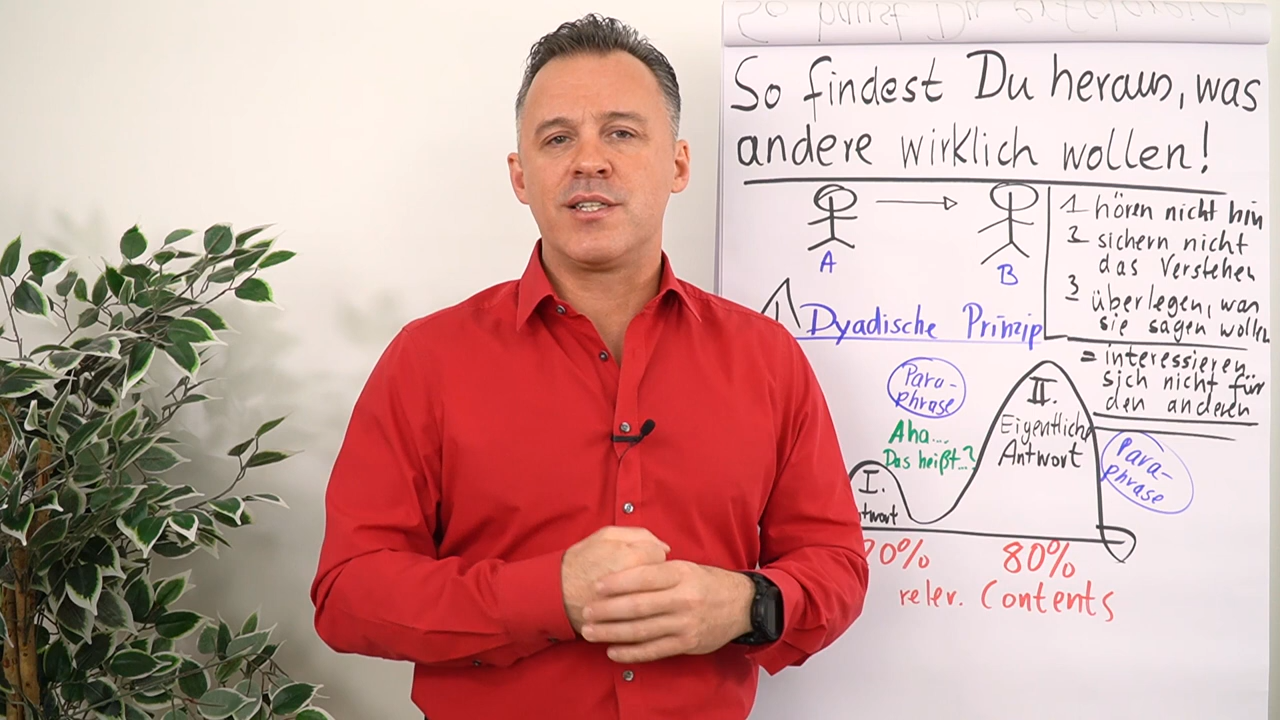 So findest Du heraus, was
andere wirklich wollen!
A
B
1 hören nicht hin
2 sichern nicht
das Verstehen
3 überlegen, was
sie sagen wollen
= interessieren
sich nicht für
den anderen
Dyadische Prinzip
Para-
phrase
Aha...
Das heißt...?
I.
twort
II.
Eigentliche
Antwort
Para-
phrase
20%
80%
relev. Contents